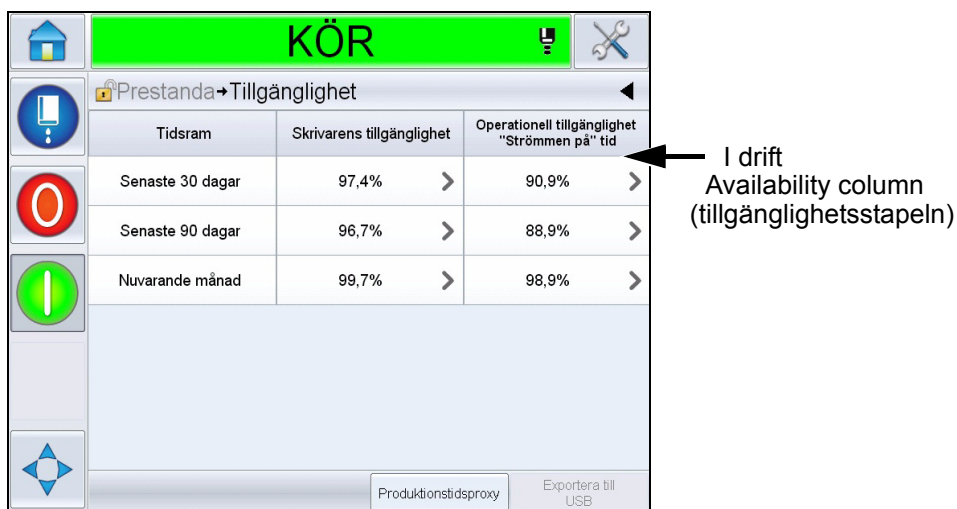 KÖR
Prestanda→Tillgänglighet
Tidsram
Skrivarens tillgänglighet
Operationell tillgänglighet
"Strömmen på" tid
Senaste 30 dagar
97,4%
90,9%
Senaste 90 dagar
96,7%
88,9%
Nuvarande månad
99,7%
98,9%
Produktionstidsproxy
Exportera till
USB
I drift
Availability column
(tillgänglighetsstapeln)